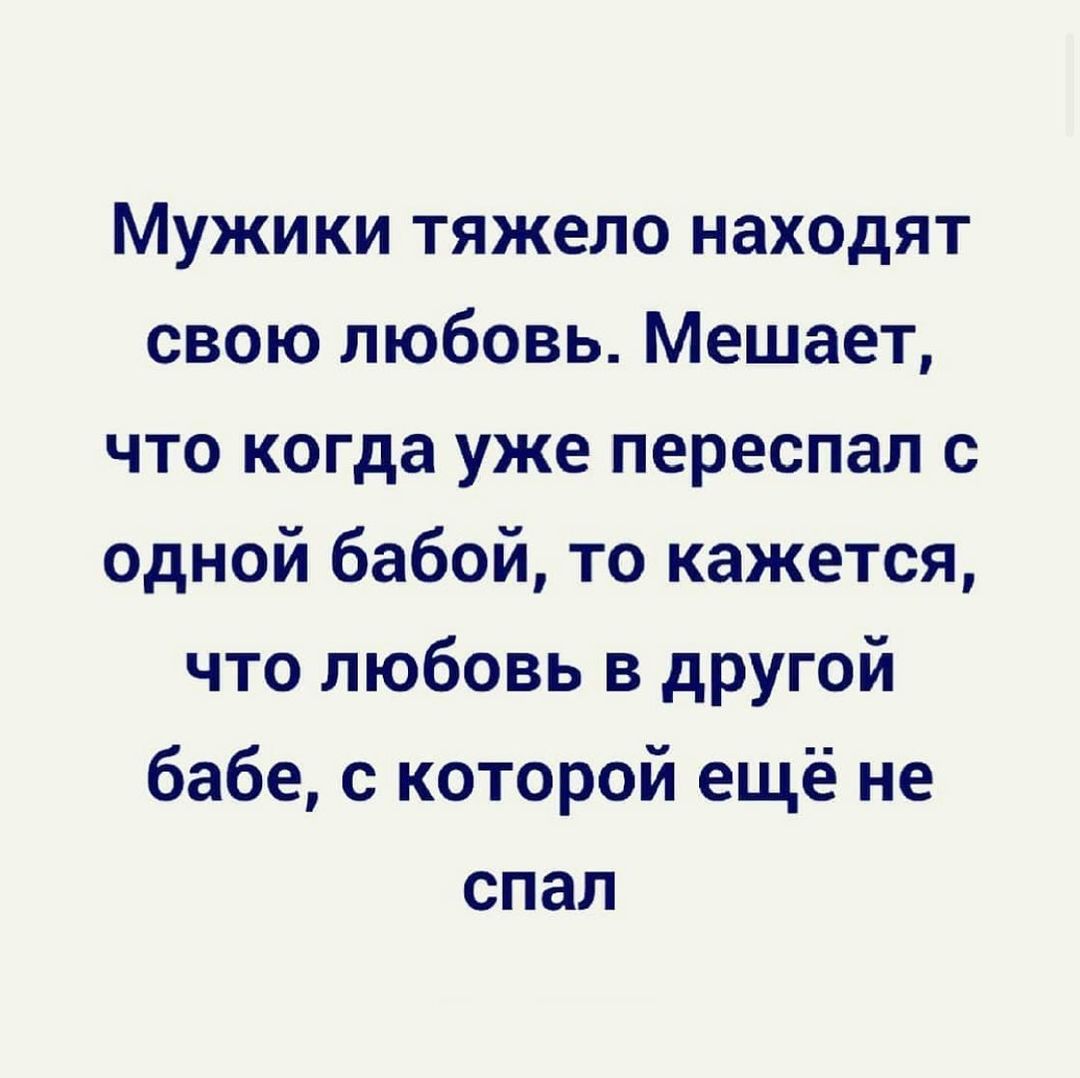 Мужики тяжело находят
свою любовь. Мешает,
что когда уже переспал с
одной бабой, то кажется,
что любовь в другой
бабе, с которой ещё не
спал